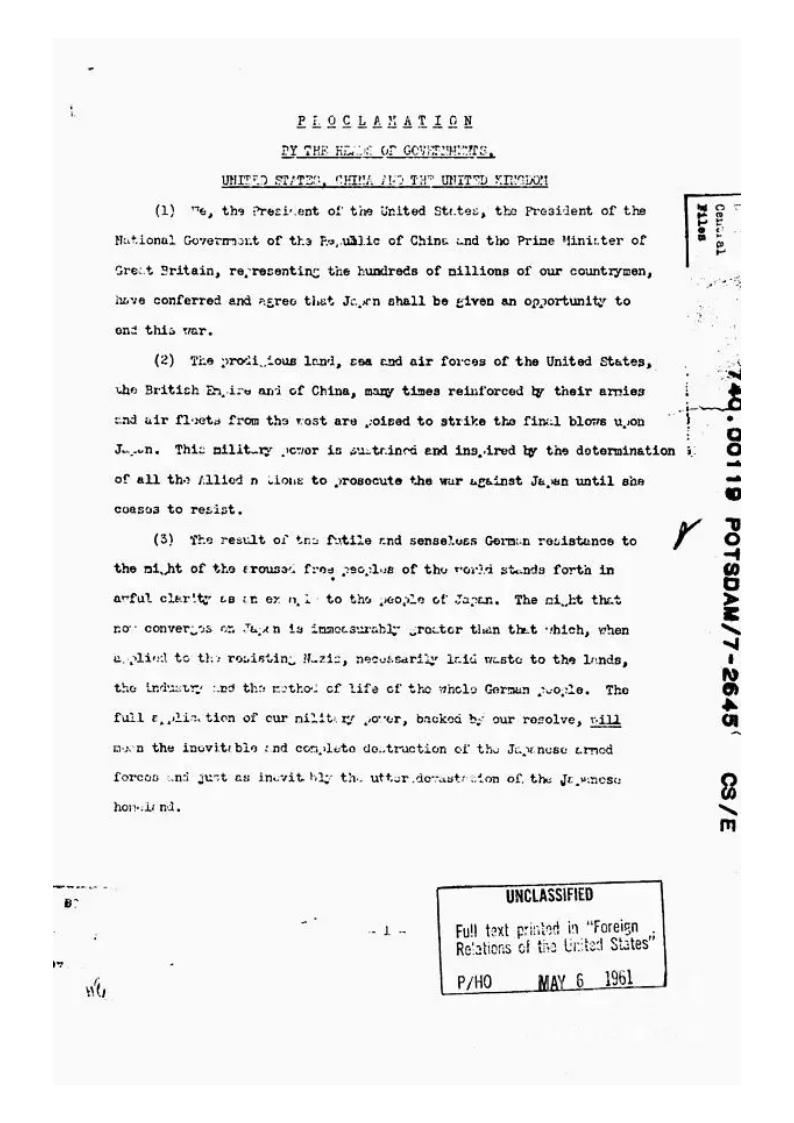 P R O C L A M A T I O N
BY THE HEADS OF GOVERNMENTS,
UNITED STATES, CHINA AND THE UNITED KINGDOM
(1) We, the President of the United States, the President of the
National Government of the Republic of China and the Prime Minister of
Great Britain, representing the hundreds of millions of our countrymen,
have conferred and agree that Japan shall be given an opportunity to
end this war.
(2) The prodigious land, sea and air forces of the United States,
the British Empire and of China, many times reinforced by their armies
and air fleets from the west are poised to strike the final blows upon
Japan. This military power is sustained and inspired by the determination
of all the Allied nations to prosecute the war against Japan until she
ceases to resist.
(3) The result of the futile and senseless German resistance to
the might of the aroused free peoples of the world stands forth in
awful clarity as an example to the people of Japan. The might that
now converges on Japan is immeasurably greater than that which, when
applied to the resisting Nazis, necessarily laid waste to the lands,
the industry and the method of life of the whole German people. The
full application of our military power, backed by our resolve, will
mean the inevitable and complete destruction of the Japanese armed
forces and just as inevitably the utter devastation of the Japanese
homeland.
- 1 -
UNCLASSIFIED
Full text printed in "Foreign
Relations of the United States"
P/HO MAY 6 1961
Central
Files
740.00119 POTSDAM/7-2645 CS/E